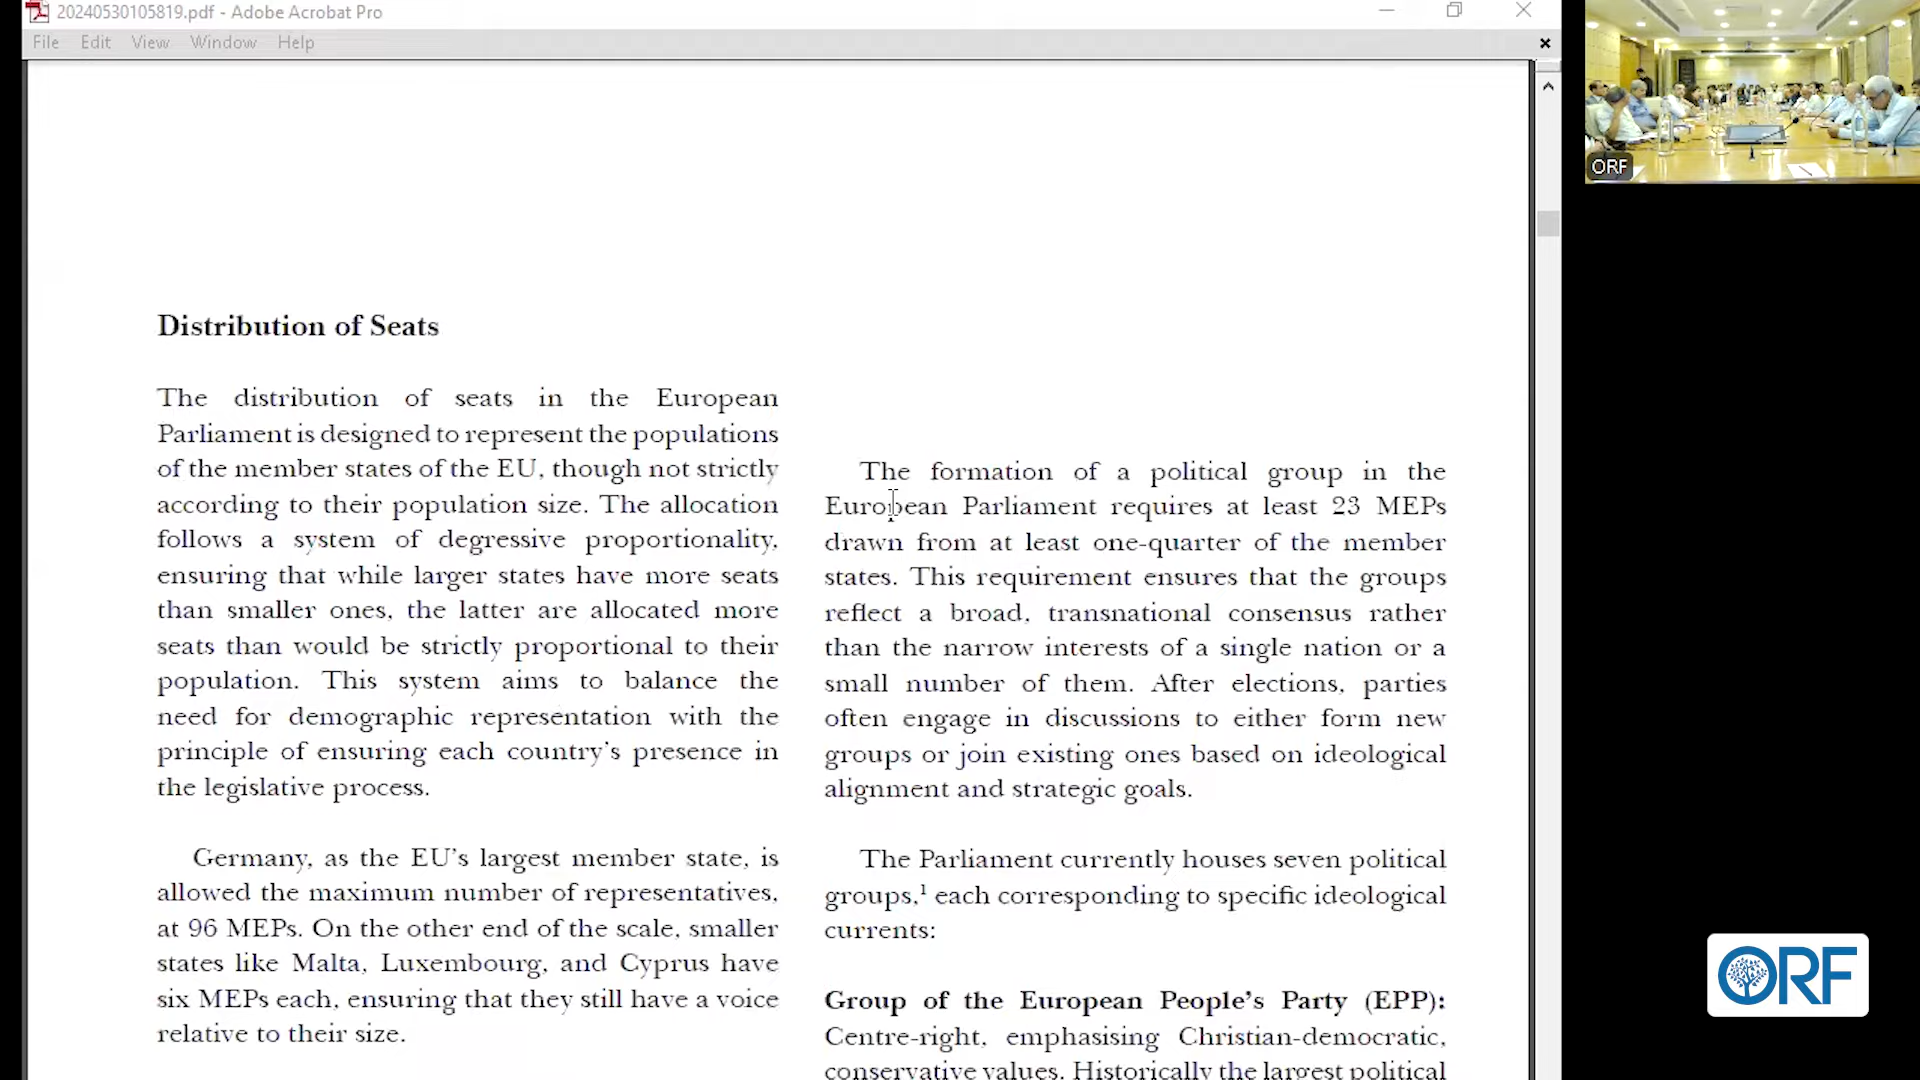 20240530105819.pdf - Adobe Acrobat Pro
File Edit View Window Help
Distribution of Seats
The distribution of seats in the European
Parliament is designed to represent the populations
of the member states of the EU, though not strictly
according to their population size. The allocation
follows a system of degressive proportionality,
ensuring that while larger states have more seats
than smaller ones, the latter are allocated more
seats than would be strictly proportional to their
population. This system aims to balance the
need for demographic representation with the
principle of ensuring each country's presence in
the legislative process.
Germany, as the EU's largest member state, is
allowed the maximum number of representatives,
at 96 MEPs. On the other end of the scale, smaller
states like Malta, Luxembourg, and Cyprus have
six MEPs each, ensuring that they still have a voice
relative to their size.
The formation of a political group in the
European Parliament requires at least 23 MEPs
drawn from at least one-quarter of the member
states. This requirement ensures that the groups
reflect a broad, transnational consensus rather
than the narrow interests of a single nation or a
small number of them. After elections, parties
often engage in discussions to either form new
groups or join existing ones based on ideological
alignment and strategic goals.
The Parliament currently houses seven political
groups,¹ each corresponding to specific ideological
currents:
Group of the European People's Party (EPP):
Centre-right, emphasising Christian-democratic,
conservative values. Historically the largest political
ORF
ORF